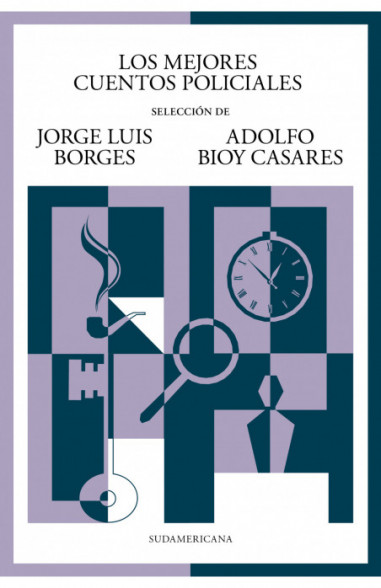 LOS MEJORES
CUENTOS POLICIALES
SELECCIÓN DE
JORGE LUIS
BORGES
ADOLFO
BIOY CASARES
SUDAMERICANA